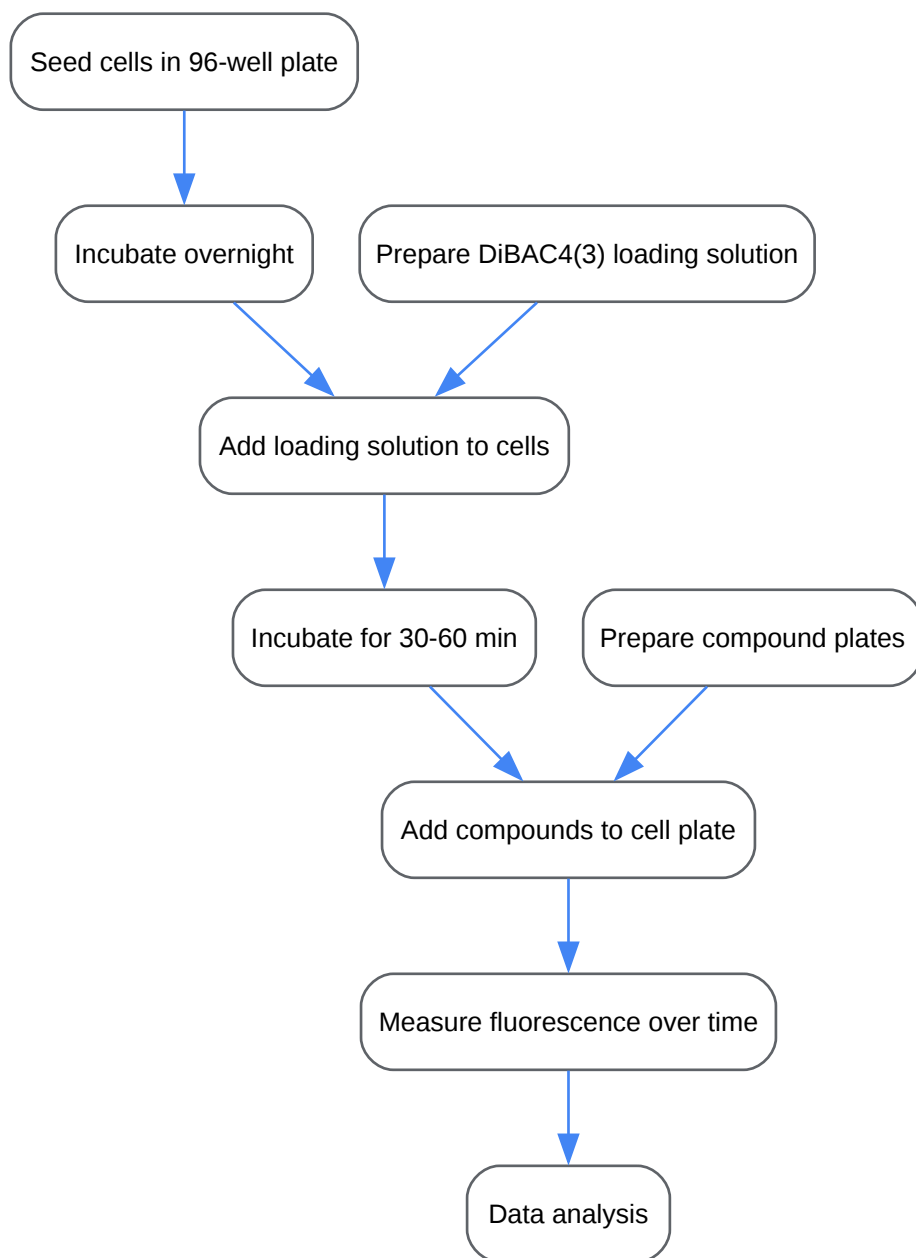 Seed cells in 96-well plate
Incubate overnight
Prepare DiBAC4(3) loading solution
Add loading solution to cells
Incubate for 30-60 min
Prepare compound plates
Add compounds to cell plate
Measure fluorescence over time
Data analysis